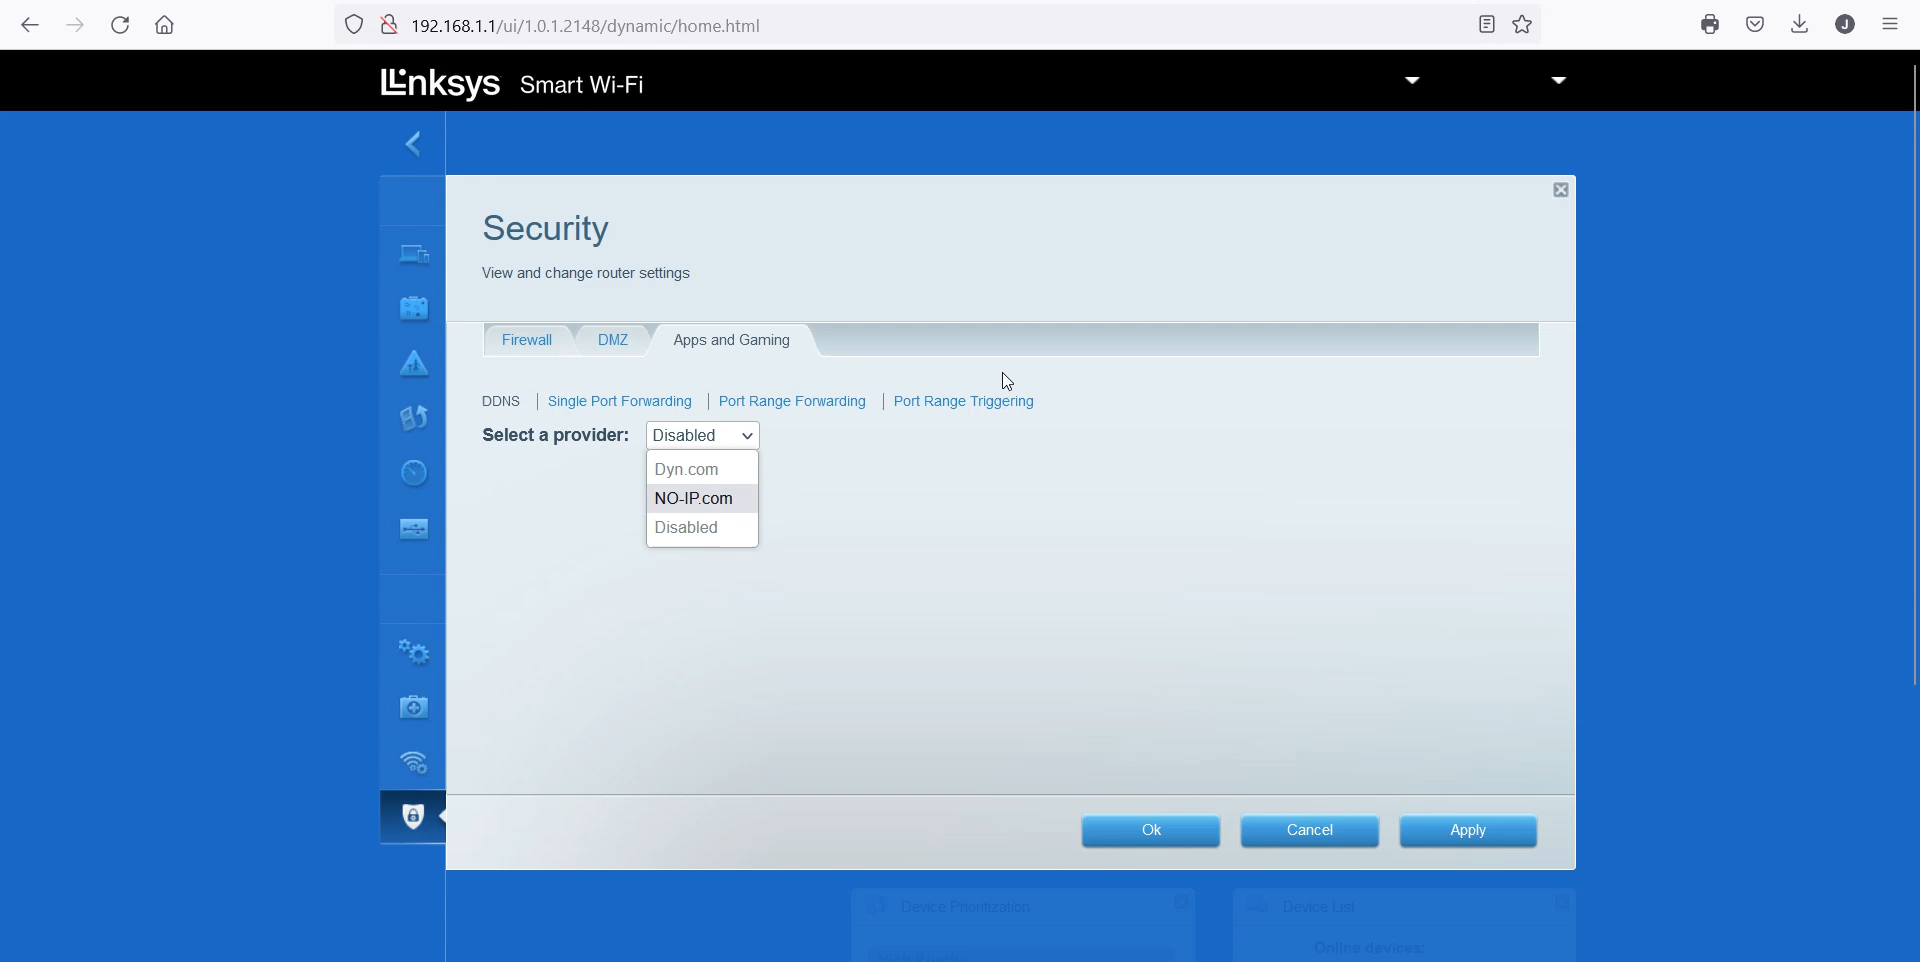 192.168.1.1/ui/1.0.1.2148/dynamic/home.html
J
Linksys Smart Wi-Fi
Security
View and change router settings
Firewall DMZ Apps and Gaming
DDNS | Single Port Forwarding | Port Range Forwarding | Port Range Triggering
Select a provider: Disabled
Dyn.com
NO-IP.com
Disabled
Ok Cancel Apply
Device Prioritization Device List
Online devices: